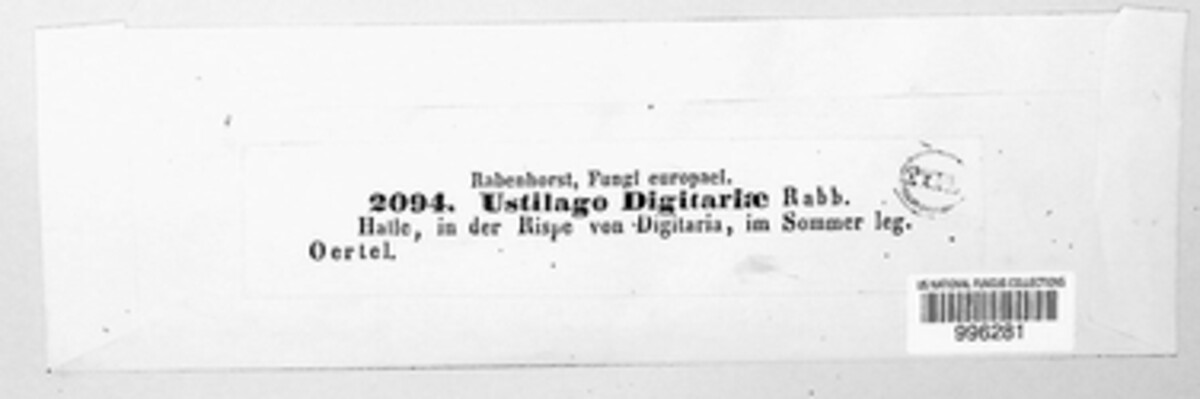 Rabenhorst, Fungi europaei.
2094. Ustilago Digitariæ Rabb.
Halle, in der Rispe von Digitaria, im Sommer leg.
Oertel.
US NATIONAL FUNGUS COLLECTIONS
996281